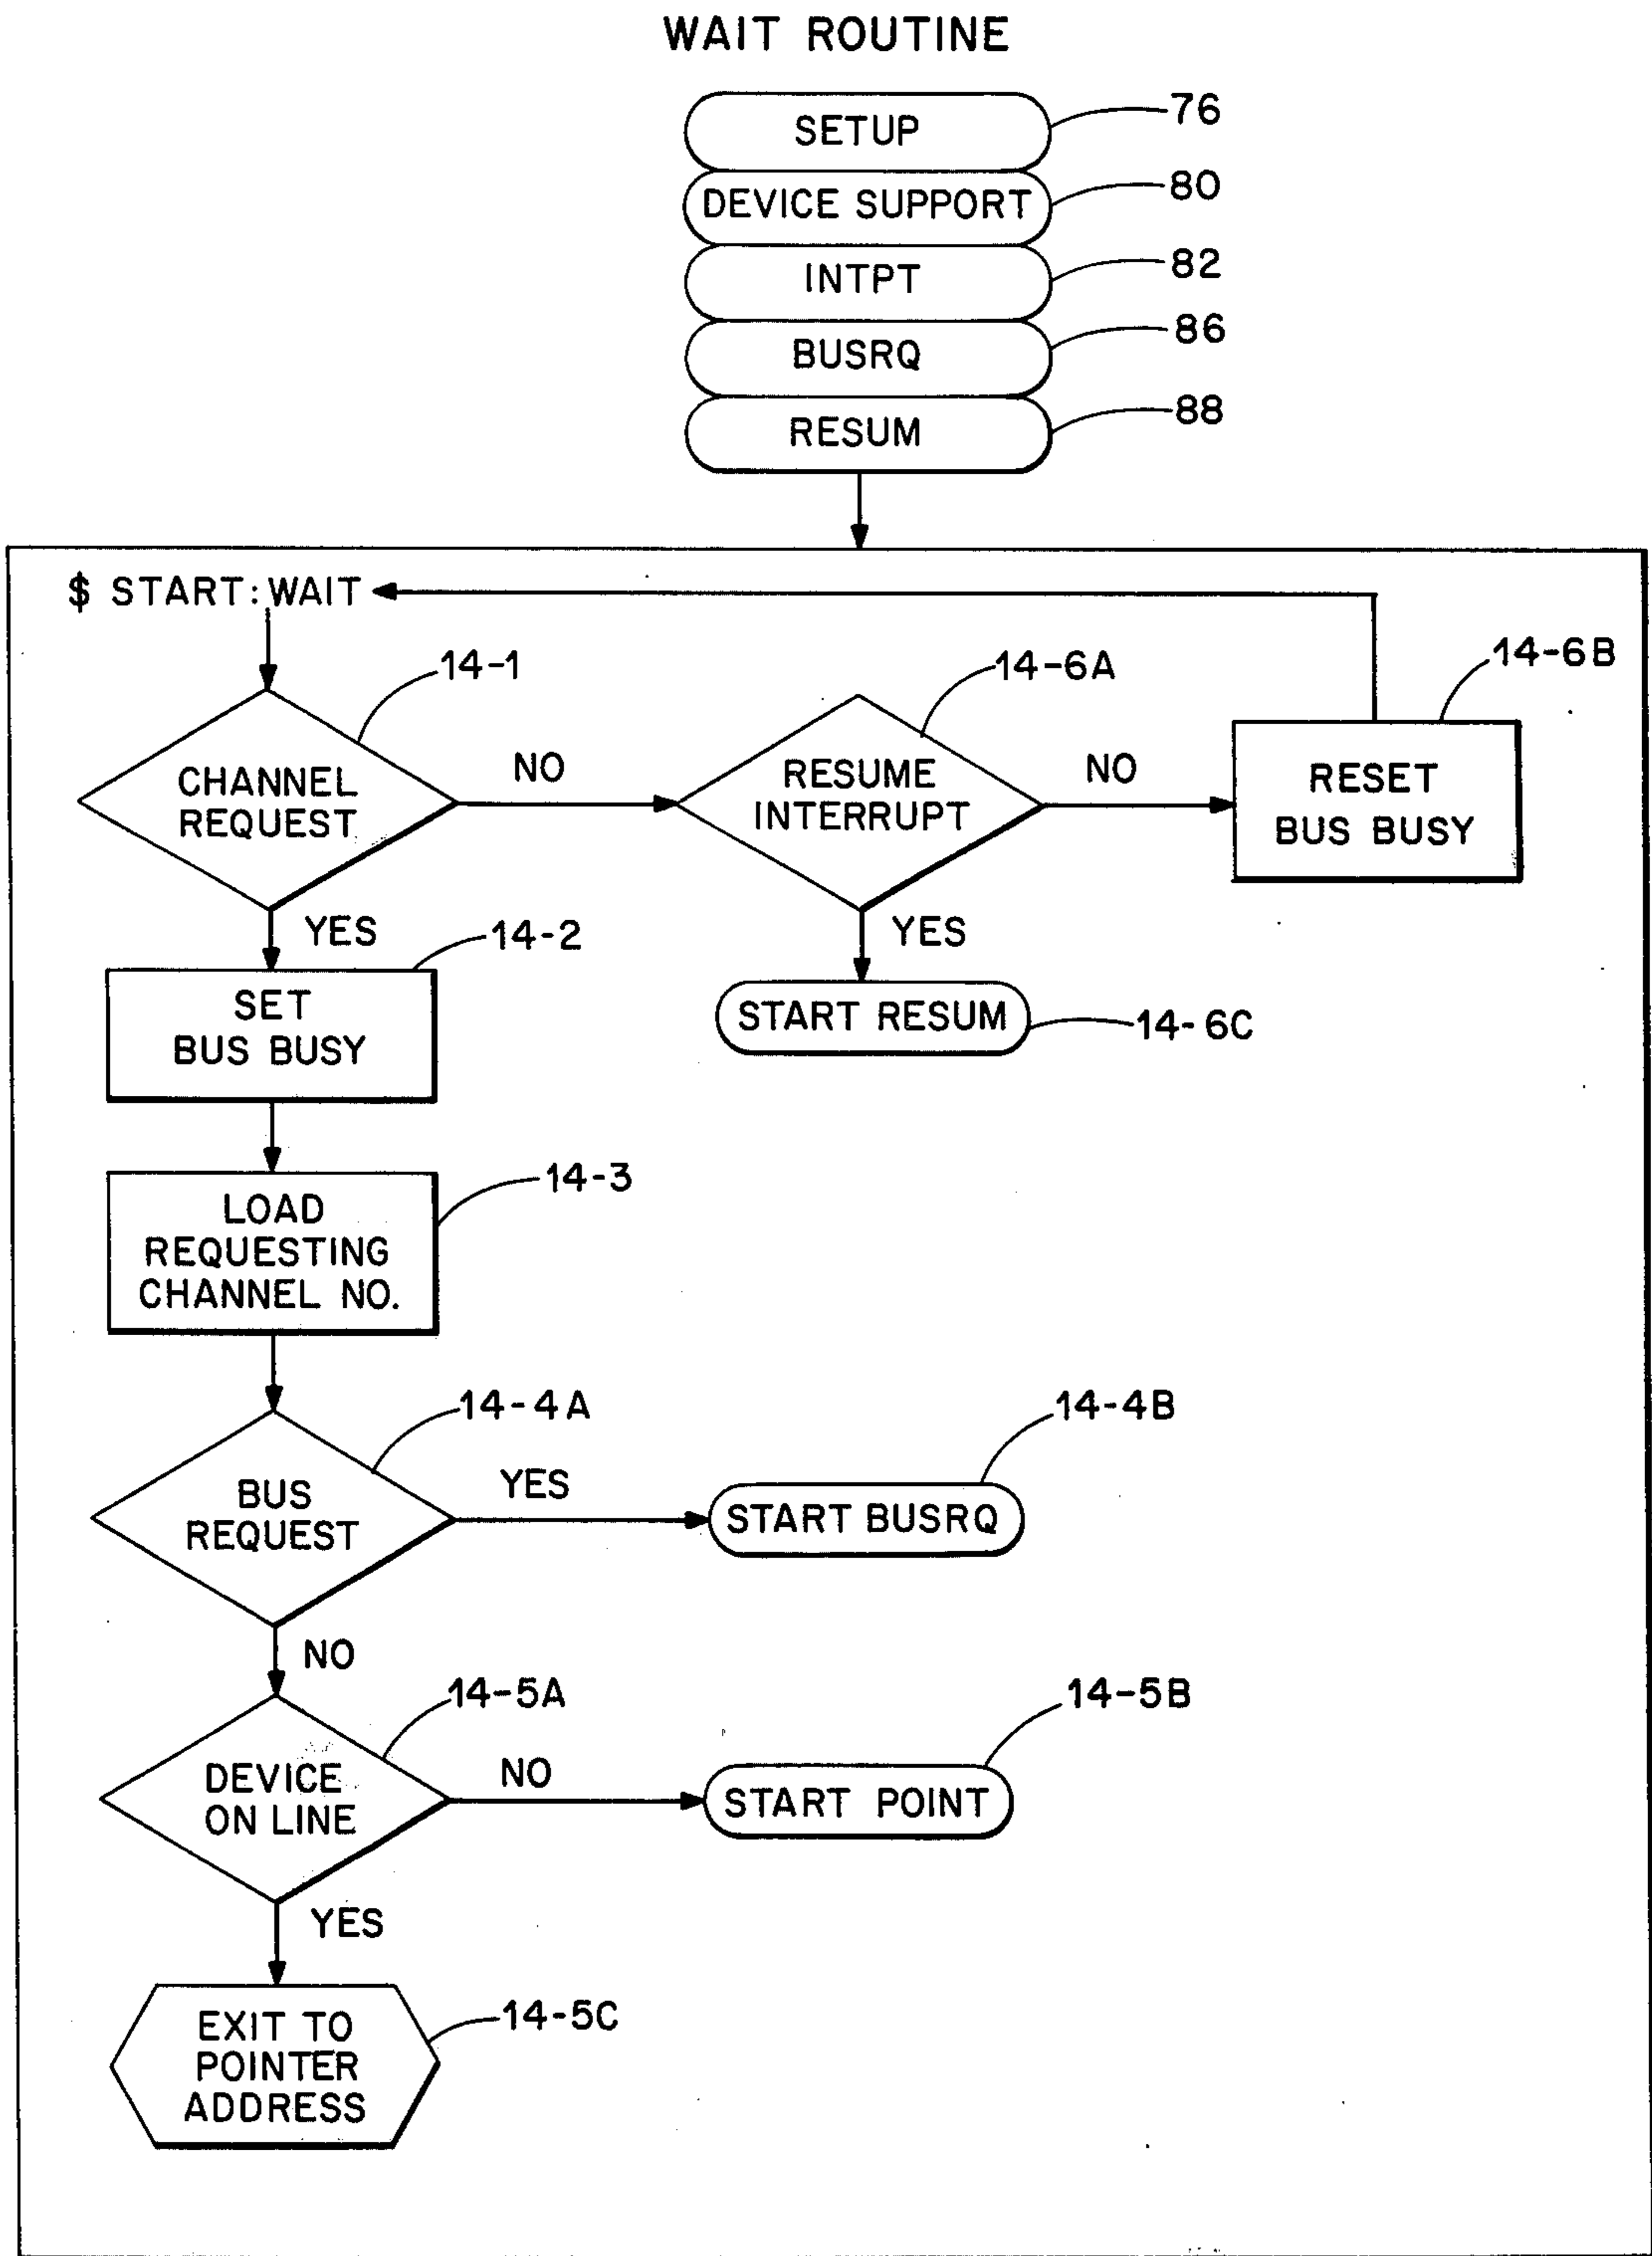 WAIT ROUTINE
SETUP
76
DEVICE SUPPORT
80
INTPT
82
BUSRQ
86
RESUM
88
$ START:WAIT
14-1
14-6A
14-6B
CHANNEL
REQUEST
NO
RESUME
INTERRUPT
NO
RESET
BUS BUSY
YES
14-2
YES
SET
BUS BUSY
START RESUM
14-6C
14-3
LOAD
REQUESTING
CHANNEL NO.
14-4A
14-4B
BUS
REQUEST
YES
START BUSRQ
NO
14-5A
14-5B
DEVICE
ON LINE
NO
START POINT
YES
14-5C
EXIT TO
POINTER
ADDRESS